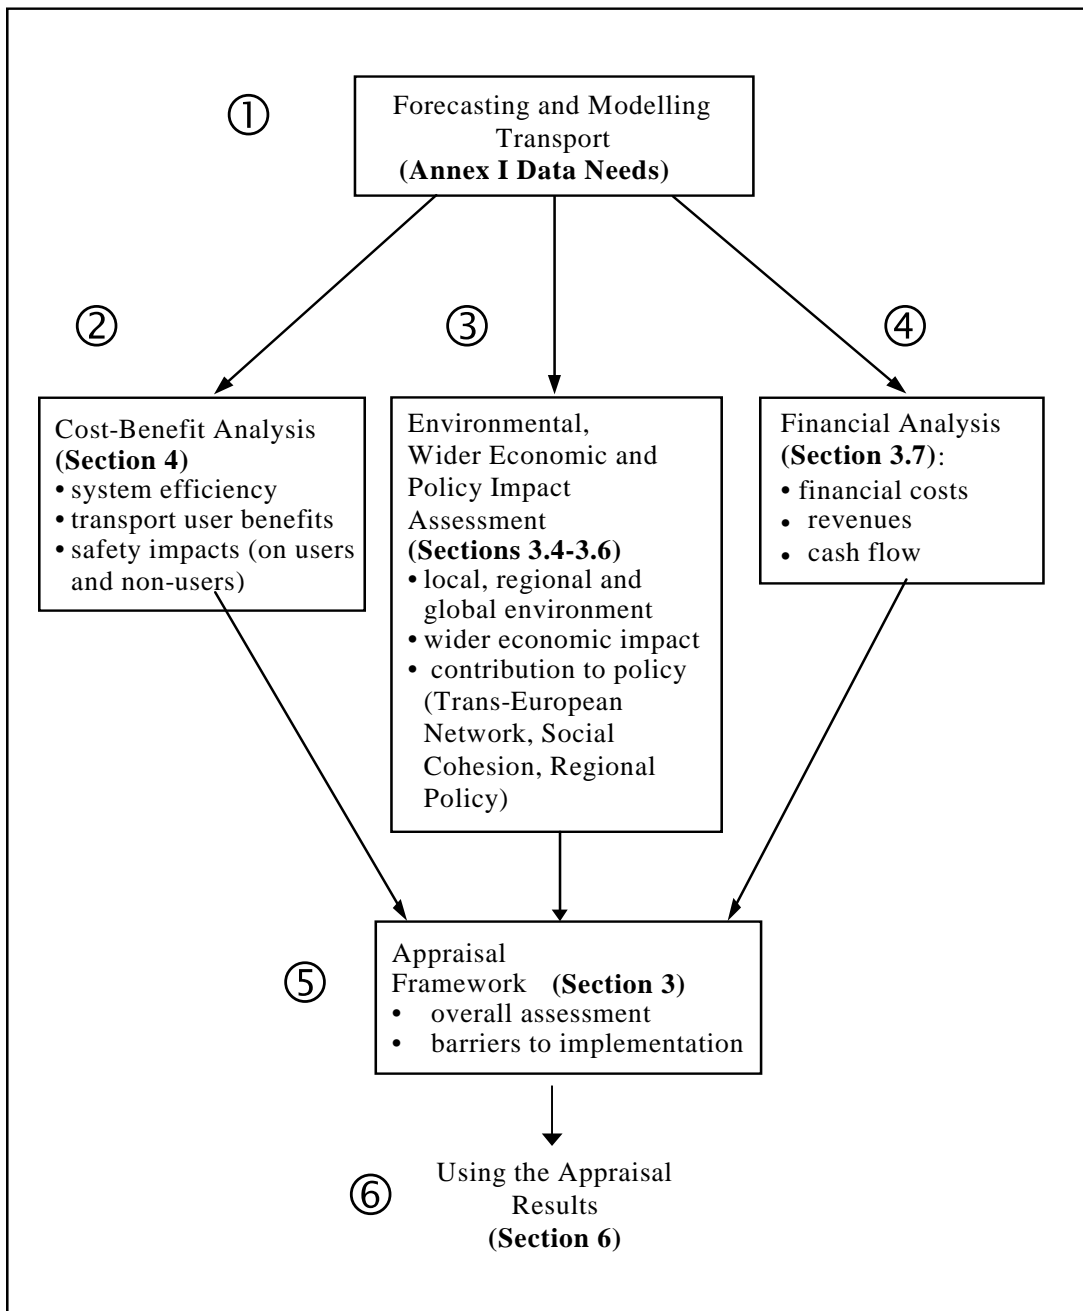 ①
Forecasting and Modelling
Transport
(Annex I Data Needs)
②
③
④
Cost-Benefit Analysis
(Section 4)
• system efficiency
• transport user benefits
• safety impacts (on users
and non-users)
Environmental,
Wider Economic and
Policy Impact
Assessment
(Sections 3.4-3.6)
• local, regional and
global environment
• wider economic impact
• contribution to policy
(Trans-European
Network, Social
Cohesion, Regional
Policy)
Financial Analysis
(Section 3.7):
• financial costs
• revenues
• cash flow
⑤
Appraisal
Framework (Section 3)
• overall assessment
• barriers to implementation
⑥
Using the Appraisal
Results
(Section 6)